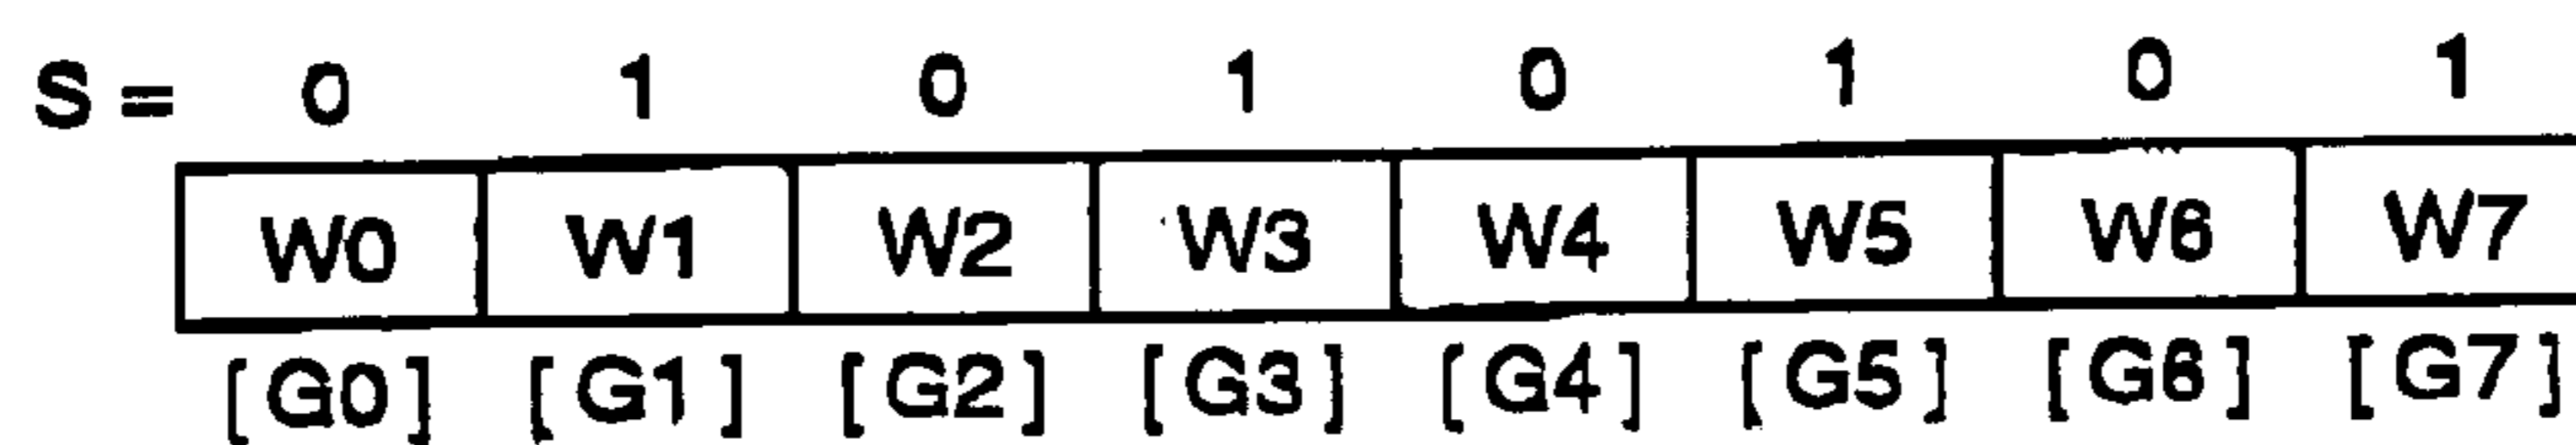 S = 0 1 0 1 0 1 0 1
W0 W1 W2 W3 W4 W5 W6 W7
[G0] [G1] [G2] [G3] [G4] [G5] [G6] [G7]